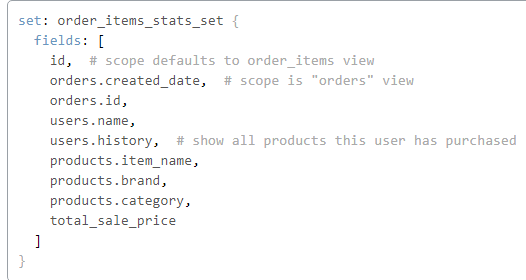 set: order_items_stats_set {
  fields: [
    id,  # scope defaults to order_items view
    orders.created_date,  # scope is "orders" view
    orders.id,
    users.name,
    users.history,  # show all products this user has purchased
    products.item_name,
    products.brand,
    products.category,
    total_sale_price
  ]
}